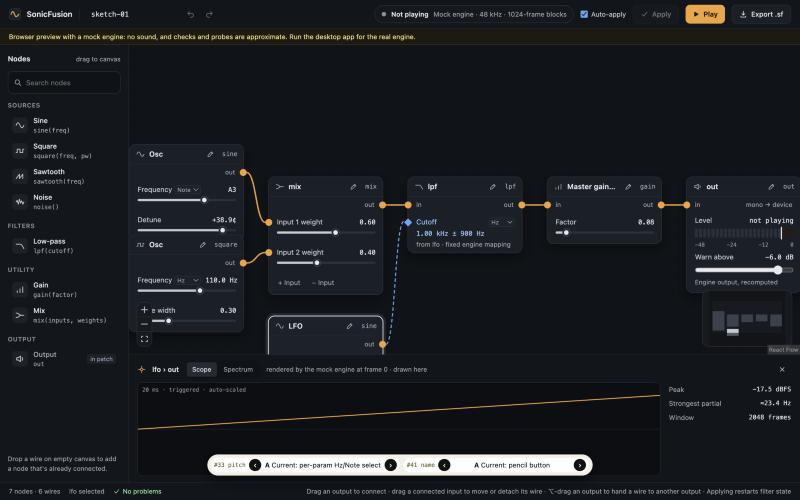 SonicFusion sketch-01 Not playing Mock engine · 48 kHz · 1024-frame blocks Auto-apply Apply Play Export .sf
Browser preview with a mock engine: no sound, and checks and probes are approximate. Run the desktop app for the real engine.
Nodes drag to canvas
Search nodes
SOURCES
Sine
sine(freq)
Square
square(freq, pw)
Sawtooth
sawtooth(freq)
Noise
noise()
FILTERS
Low-pass
lpf(cutoff)
UTILITY
Gain
gain(factor)
Mix
mix(inputs, weights)
OUTPUT
Output
out
in patch
Drop a wire on empty canvas to add
a node that's already connected.
Osc sine
out
Frequency Note A3
Detune +38.9¢
Osc square
out
Frequency Hz 110.0 Hz
e width 0.30
mix mix
out
Input 1 weight 0.60
Input 2 weight 0.40
+ Input − Input
LFO sine
out
lpf lpf
in out
Cutoff Hz
1.00 kHz ± 900 Hz
from lfo · fixed engine mapping
Master gain... gain
in out
Factor 0.08
out out
in mono → device
Level not playing
−48 −24 −12 0
Warn above −6.0 dB
Engine output, recomputed
React Flow
lfo › out Scope Spectrum rendered by the mock engine at frame 0 · drawn here
20 ms · triggered · auto-scaled
Peak −17.5 dBFS
Strongest partial ≈23.4 Hz
Window 2048 frames
#33 pitch A Current: per-param Hz/Note select #41 name A Current: pencil button
7 nodes · 6 wires lfo selected No problems Drag an output to connect · drag a connected input to move or detach its wire · ⌥-drag an output to hand a wire to another output · Applying restarts filter state